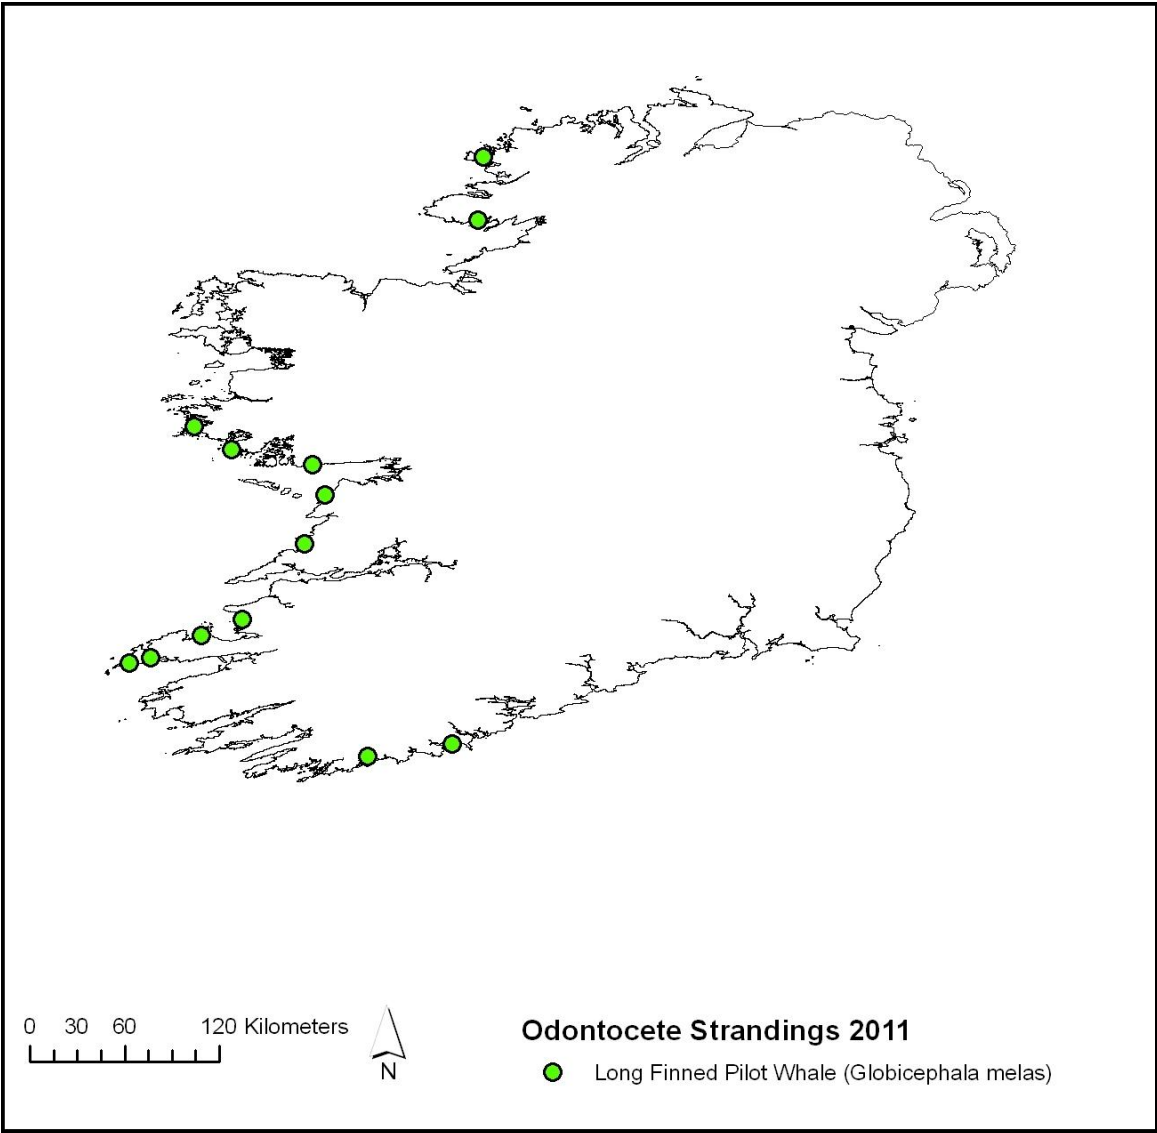 0 30 60 120 Kilometers
N
Odontocete Strandings 2011
Long Finned Pilot Whale (Globicephala melas)